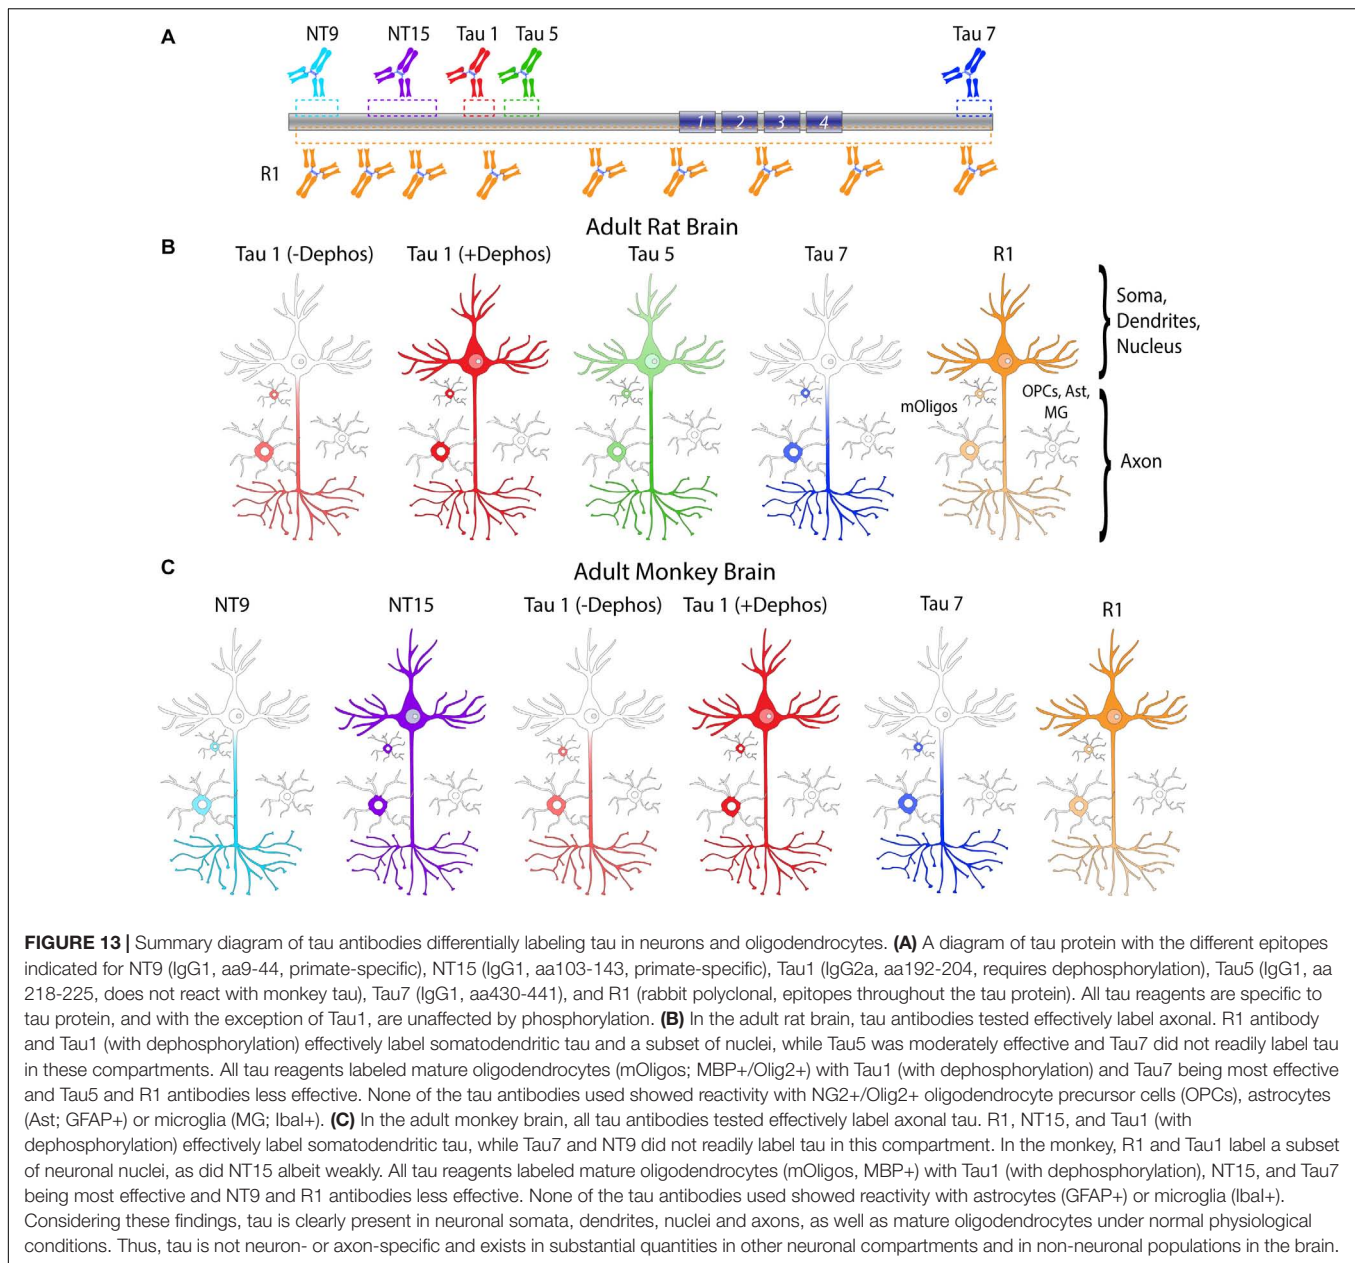 A
NT9 NT15 Tau 1 Tau 5 Tau 7
1 2 3 4
R1
Adult Rat Brain
B
Tau 1 (-Dephos) Tau 1 (+Dephos) Tau 5 Tau 7 R1
Soma,
Dendrites,
Nucleus
mOligos
OPCs, Ast,
MG
Axon
C
Adult Monkey Brain
NT9 NT15 Tau 1 (-Dephos) Tau 1 (+Dephos) Tau 7 R1
FIGURE 13 | Summary diagram of tau antibodies differentially labeling tau in neurons and oligodendrocytes. (A) A diagram of tau protein with the different epitopes
indicated for NT9 (IgG1, aa9-44, primate-specific), NT15 (IgG1, aa103-143, primate-specific), Tau1 (IgG2a, aa192-204, requires dephosphorylation), Tau5 (IgG1, aa
218-225, does not react with monkey tau), Tau7 (IgG1, aa430-441), and R1 (rabbit polyclonal, epitopes throughout the tau protein). All tau reagents are specific to
tau protein, and with the exception of Tau1, are unaffected by phosphorylation. (B) In the adult rat brain, tau antibodies tested effectively label axonal. R1 antibody
and Tau1 (with dephosphorylation) effectively label somatodendritic tau and a subset of nuclei, while Tau5 was moderately effective and Tau7 did not readily label tau
in these compartments. All tau reagents labeled mature oligodendrocytes (mOligos; MBP+/Olig2+) with Tau1 (with dephosphorylation) and Tau7 being most effective
and Tau5 and R1 antibodies less effective. None of the tau antibodies used showed reactivity with NG2+/Olig2+ oligodendrocyte precursor cells (OPCs), astrocytes
(Ast; GFAP+) or microglia (MG; IbaI+). (C) In the adult monkey brain, all tau antibodies tested effectively label axonal tau. R1, NT15, and Tau1 (with
dephosphorylation) effectively label somatodendritic tau, while Tau7 and NT9 did not readily label tau in this compartment. In the monkey, R1 and Tau1 label a subset
of neuronal nuclei, as did NT15 albeit weakly. All tau reagents labeled mature oligodendrocytes (mOligos, MBP+) with Tau1 (with dephosphorylation), NT15, and Tau7
being most effective and NT9 and R1 antibodies less effective. None of the tau antibodies used showed reactivity with astrocytes (GFAP+) or microglia (IbaI+).
Considering these findings, tau is clearly present in neuronal somata, dendrites, nuclei and axons, as well as mature oligodendrocytes under normal physiological
conditions. Thus, tau is not neuron- or axon-specific and exists in substantial quantities in other neuronal compartments and in non-neuronal populations in the brain.